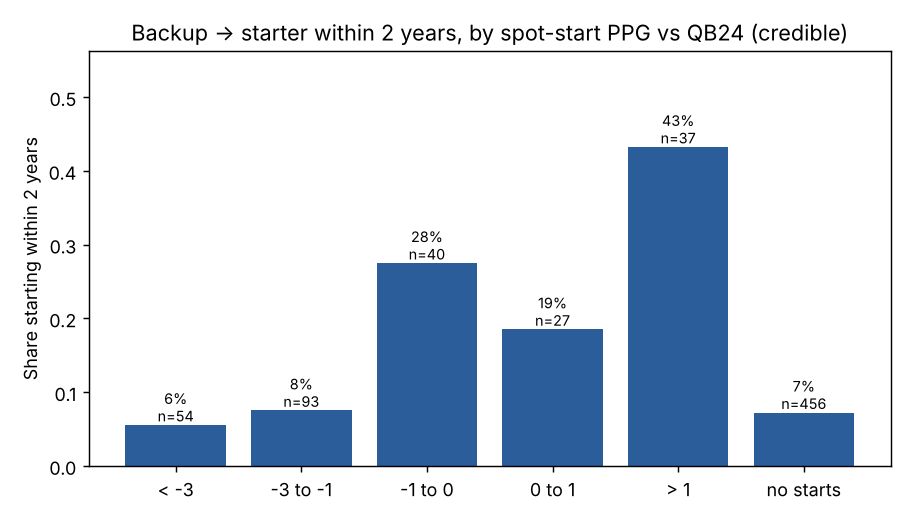 Backup → starter within 2 years, by spot-start PPG vs QB24 (credible)
Share starting within 2 years
0.5
0.4
0.3
0.2
0.1
0.0
6%
n=54
8%
n=93
28%
n=40
19%
n=27
43%
n=37
7%
n=456
< -3
-3 to -1
-1 to 0
0 to 1
> 1
no starts